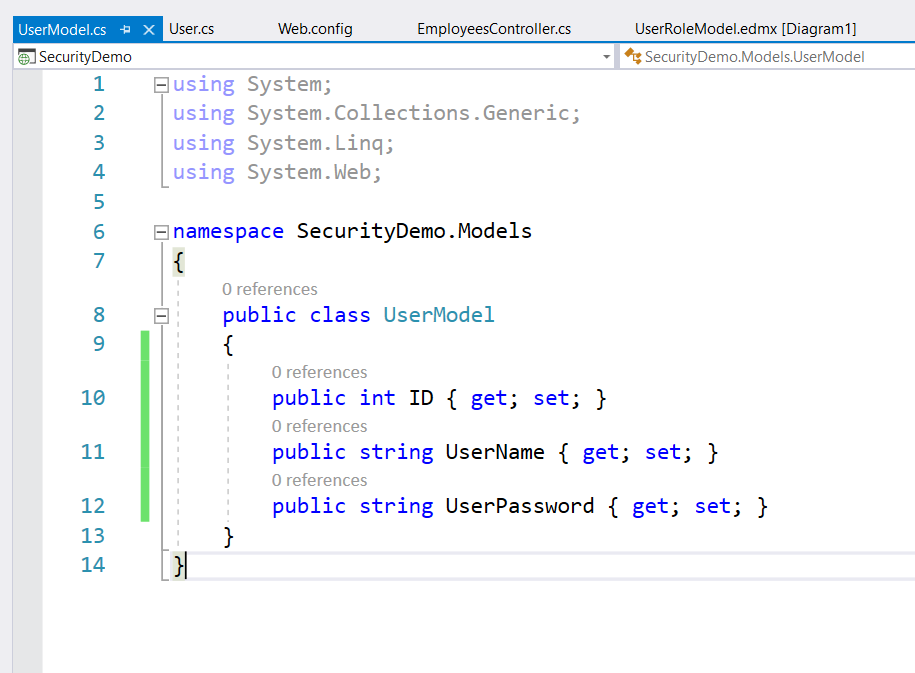 UserModel.cs User.cs Web.config EmployeesController.cs UserRoleModel.edmx [Diagram1]
SecurityDemo SecurityDemo.Models.UserModel
1 using System;
2 using System.Collections.Generic;
3 using System.Linq;
4 using System.Web;
5
6 namespace SecurityDemo.Models
7 {
0 references
8 public class UserModel
9 {
0 references
10 public int ID { get; set; }
0 references
11 public string UserName { get; set; }
0 references
12 public string UserPassword { get; set; }
13 }
14 }